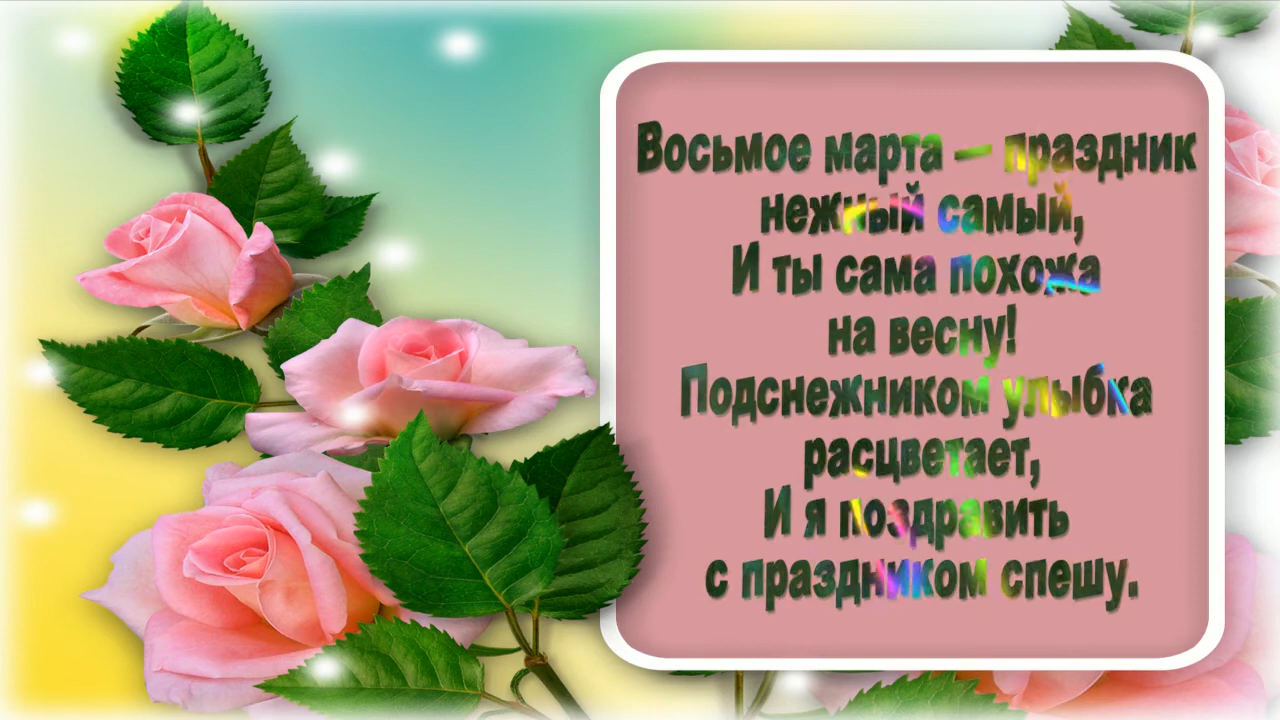 Восьмое марта — праздник
нежный самый,
И ты сама похожа
на весну!
Подснежником улыбка
расцветает,
И я поздравить
с праздником спешу.